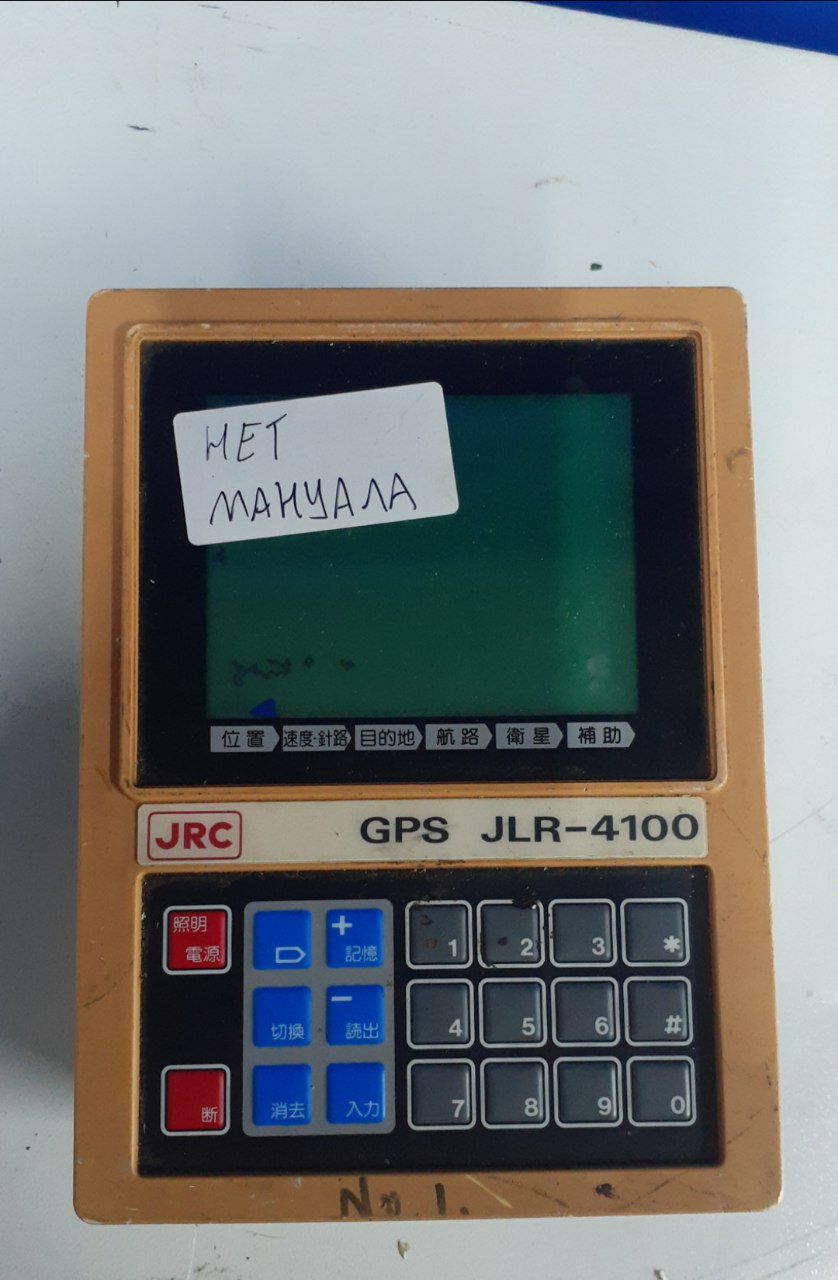 НЕТ
МАНУАЛА
位置 速度·針路 目的地 航路 衛星 補助
JRC GPS JLR-4100
照明
電源
+
記憶
1 2 3 *
切換
−
読出
4 5 6 #
断
消去
入力
7 8 9 0
No 1.